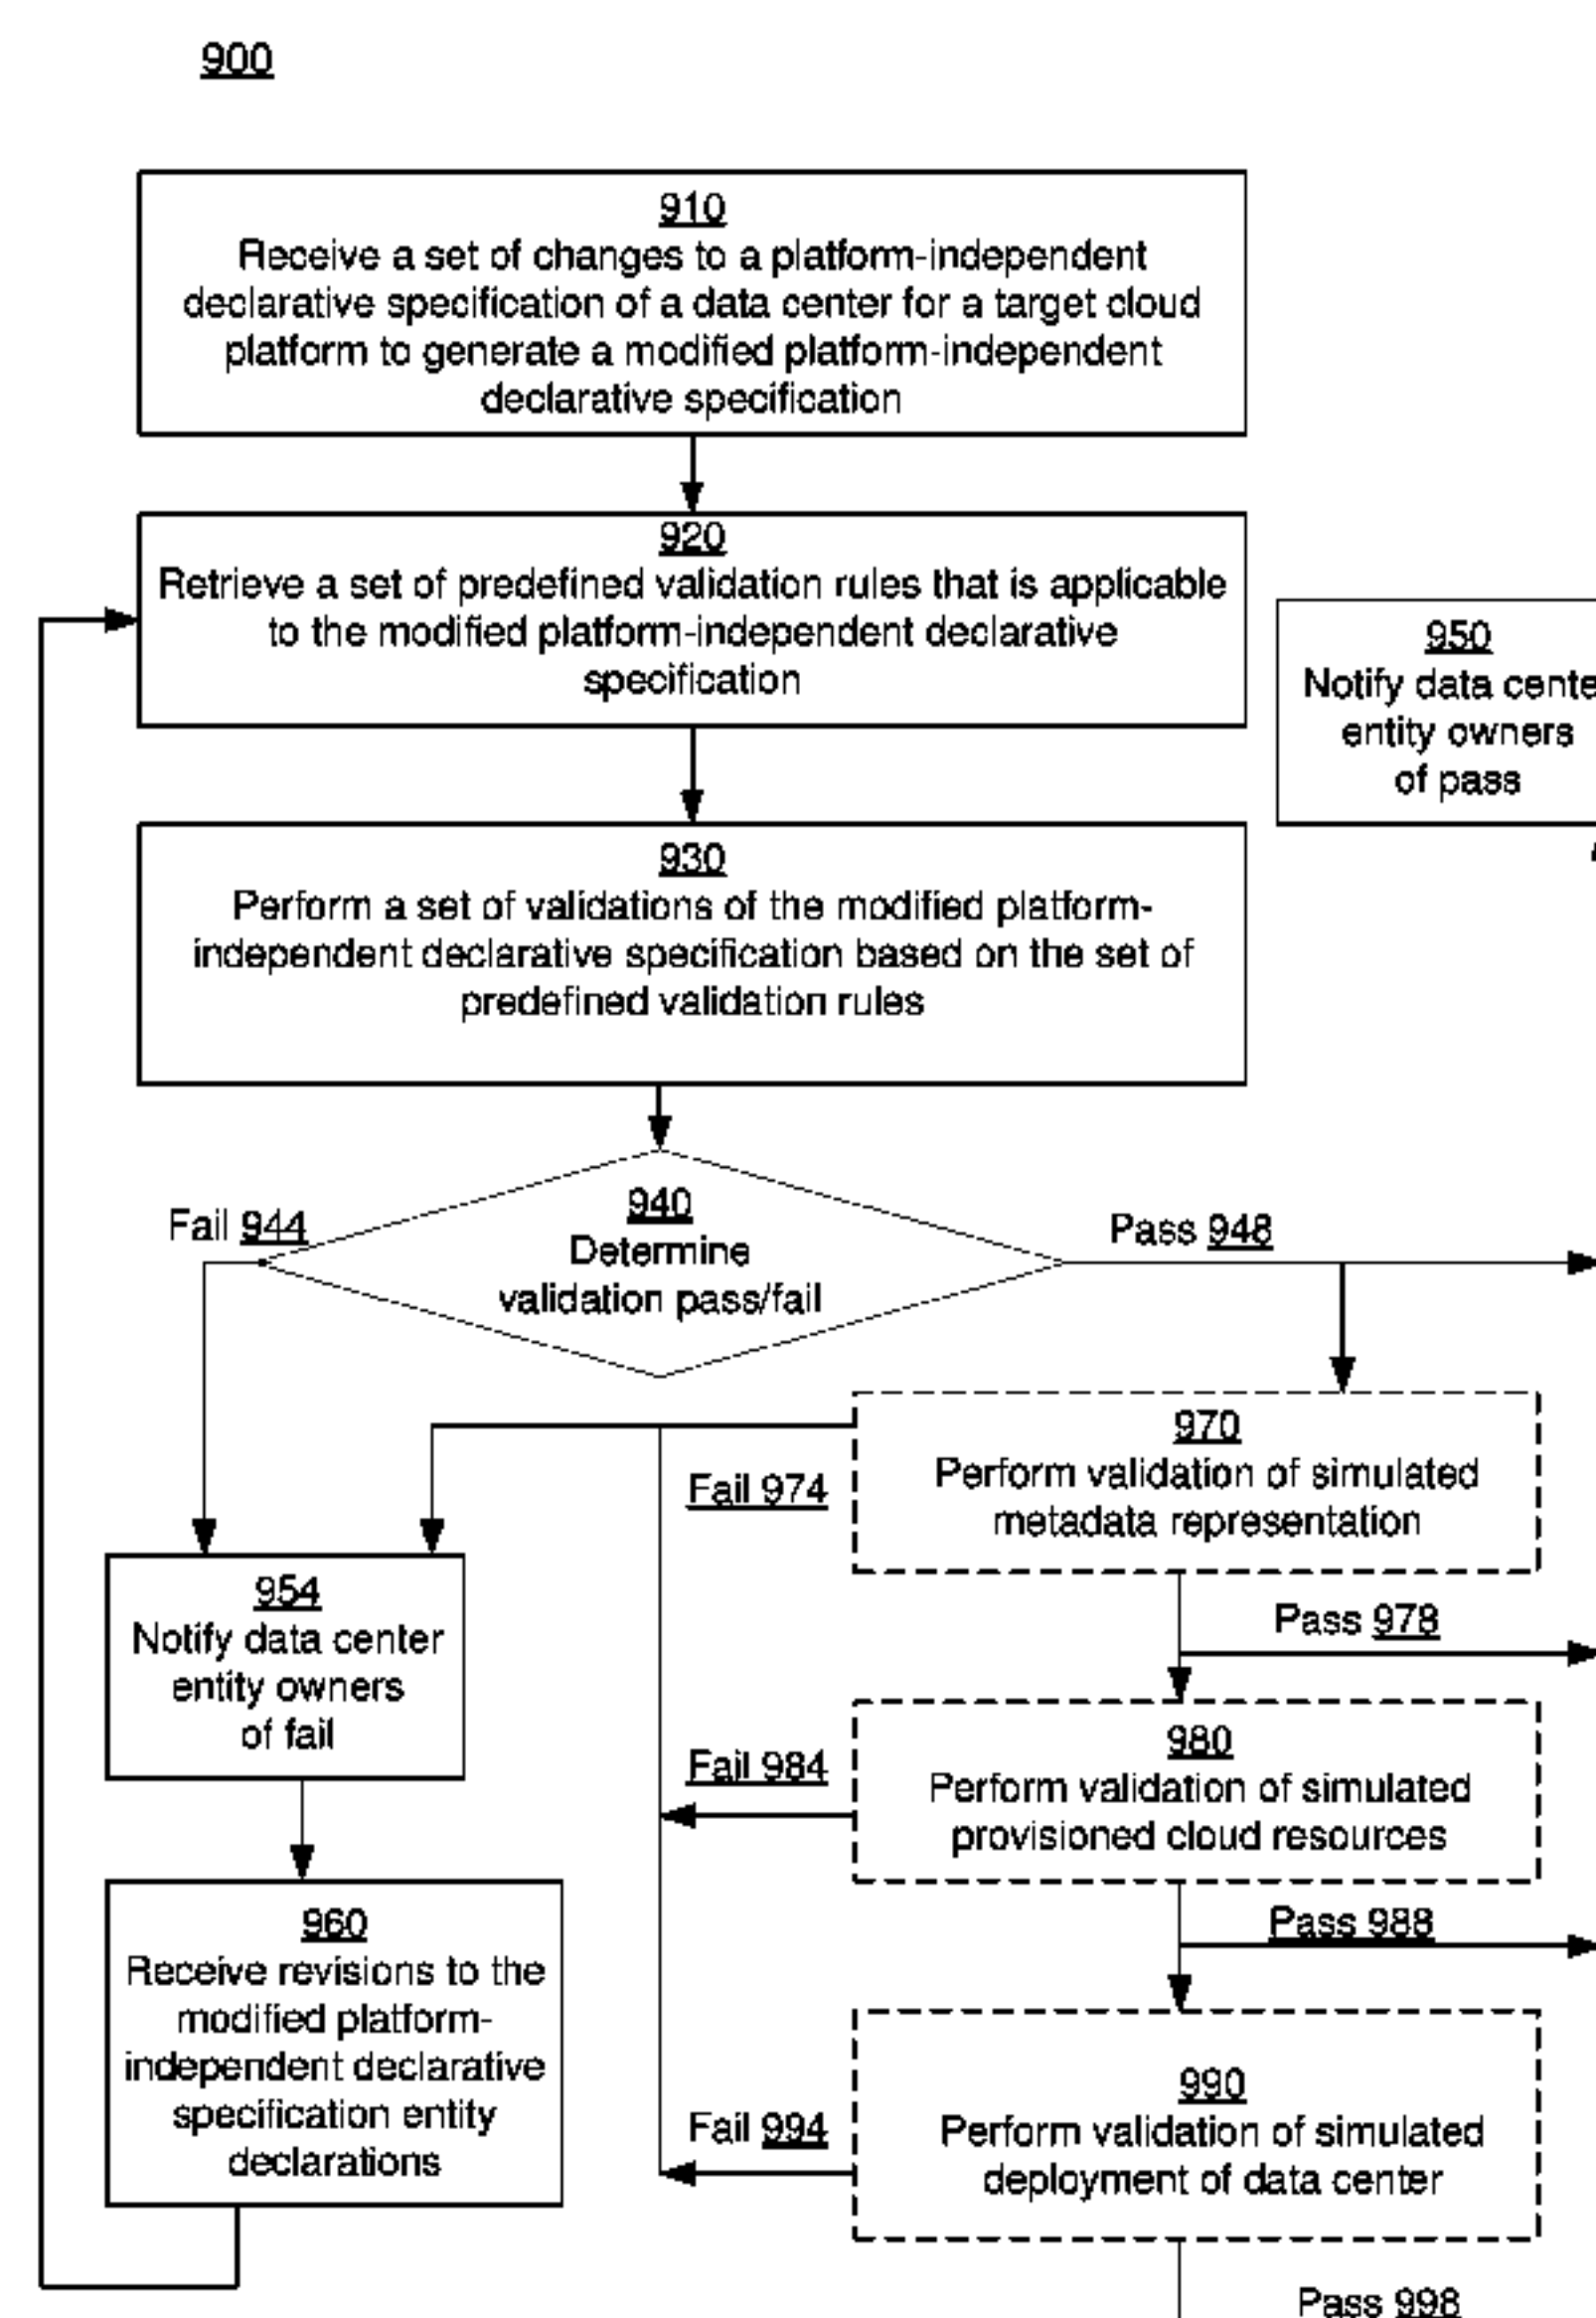 900
910
Receive a set of changes to a platform-independent
declarative specification of a data center for a target cloud
platform to generate a modified platform-independent
declarative specification
920
Retrieve a set of predefined validation rules that is applicable
to the modified platform-independent declarative
specification
950
Notify data cente
entity owners
of pass
930
Perform a set of validations of the modified platform-
independent declarative specification based on the set of
predefined validation rules
940
Determine
validation pass/fail
Fail 944
Pass 948
970
Perform validation of simulated
metadata representation
Fail 974
954
Notify data center
entity owners
of fail
Pass 978
980
Perform validation of simulated
provisioned cloud resources
Fail 984
960
Receive revisions to the
modified platform-
independent declarative
specification entity
declarations
Pass 988
990
Perform validation of simulated
deployment of data center
Fail 994
Pass 998